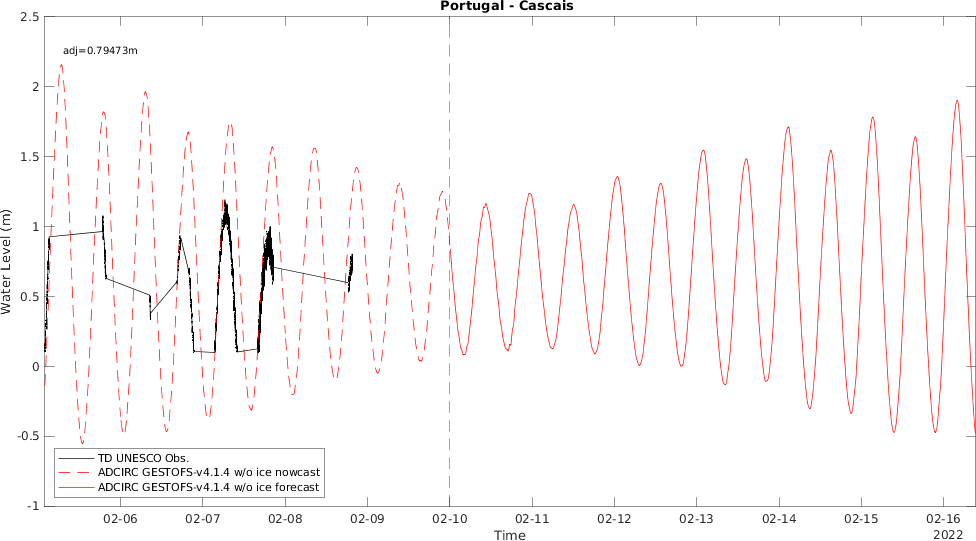 Portugal - Cascais
adj=0.79473m
2.5
2
1.5
1
0.5
0
-0.5
-1
Water Level (m)
TD UNESCO Obs.
ADCIRC GESTOFS-v4.1.4 w/o ice nowcast
ADCIRC GESTOFS-v4.1.4 w/o ice forecast
02-06 02-07 02-08 02-09 02-10 02-11 02-12 02-13 02-14 02-15 02-16
Time
2022